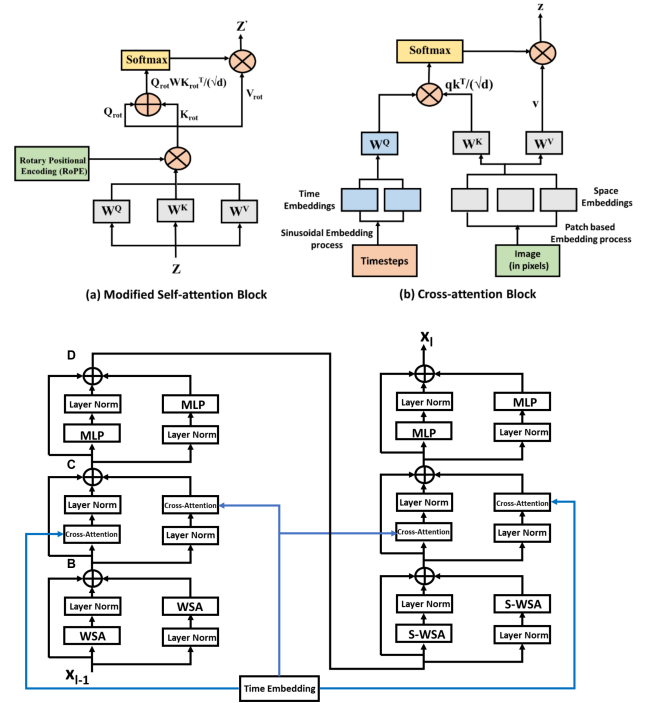 Z'
Softmax
Q_rot WK_rot^T/(√d)
Q_rot
K_rot
V_rot
Rotary Positional
Encoding (RoPE)
W^Q
W^K
W^V
Z
(a) Modified Self-attention Block
z
Softmax
qk^T/(√d)
v
W^Q
W^K
W^V
Time
Embeddings
Space
Embeddings
Sinusoidal Embedding
process
Patch based
Embedding process
Timesteps
Image
(in pixels)
(b) Cross-attention Block
D
Layer Norm
MLP
MLP
Layer Norm
C
Layer Norm
Cross-Attention
Cross-Attention
Layer Norm
B
Layer Norm
WSA
WSA
Layer Norm
X_l-1
X_l
Layer Norm
MLP
MLP
Layer Norm
Layer Norm
Cross-Attention
Cross-Attention
Layer Norm
Layer Norm
S-WSA
S-WSA
Layer Norm
Time Embedding